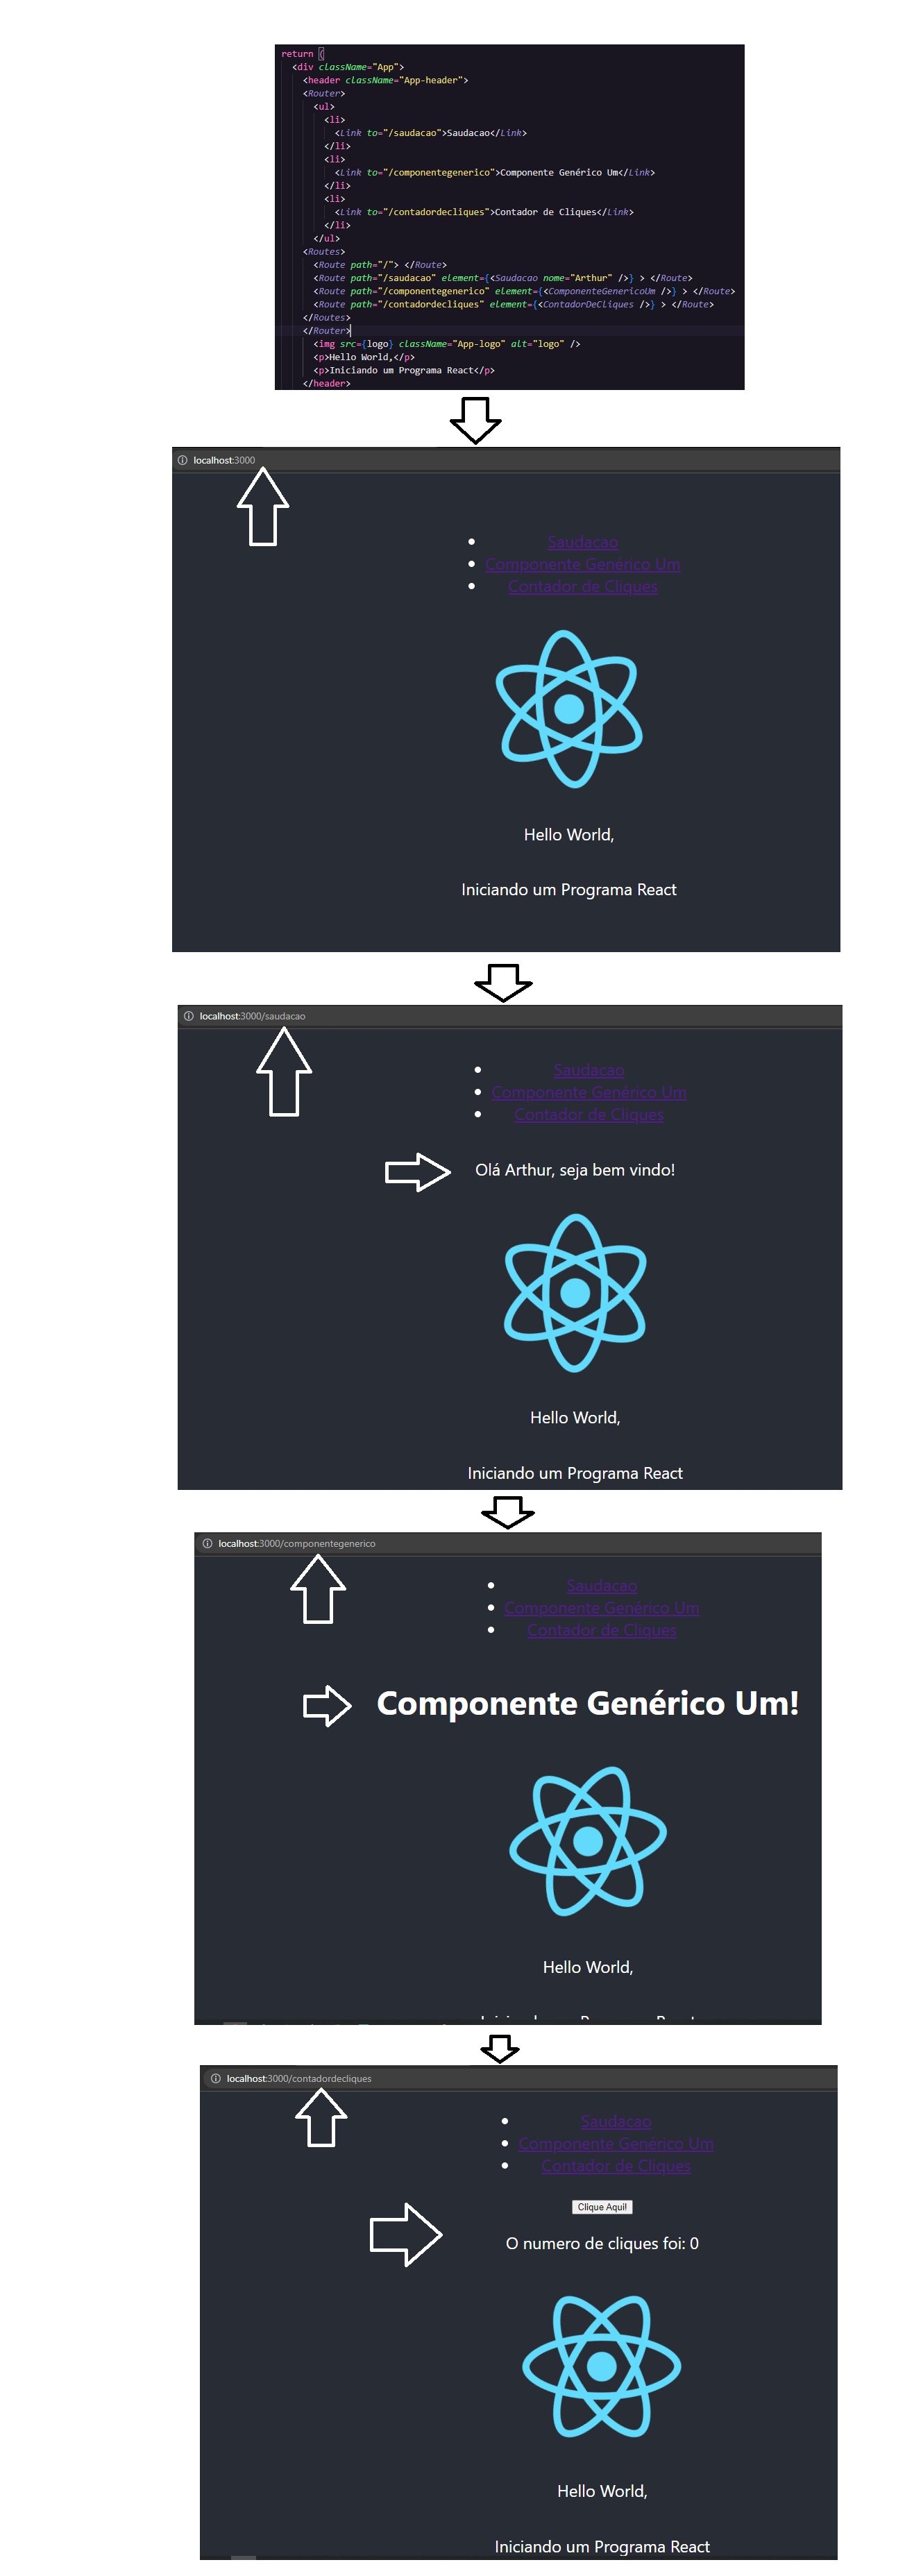 return (
<div className="App">
<header className="App-header">
<Router>
<ul>
<li>
<Link to="/saudacao">Saudacao</Link>
</li>
<li>
<Link to="/componentegenerico">Componente Genérico Um</Link>
</li>
<li>
<Link to="/contadordecliques">Contador de Cliques</Link>
</li>
</ul>
<Routes>
<Route path="/"> </Route>
<Route path="/saudacao" element={<Saudacao nome="Arthur" />} > </Route>
<Route path="/componentegenerico" element={<ComponenteGenericoUm />} > </Route>
<Route path="/contadordecliques" element={<ContadorDeCliques />} > </Route>
</Routes>
</Router>
<img src={logo} className="App-logo" alt="logo" />
<p>Hello World,</p>
<p>Iniciando um Programa React</p>
</header>
localhost:3000
Saudacao
Componente Genérico Um
Contador de Cliques
Hello World,
Iniciando um Programa React
localhost:3000/saudacao
Saudacao
Componente Genérico Um
Contador de Cliques
Olá Arthur, seja bem vindo!
Hello World,
Iniciando um Programa React
localhost:3000/componentegenerico
Saudacao
Componente Genérico Um
Contador de Cliques
Componente Genérico Um!
Hello World,
Iniciando um Programa React
localhost:3000/contadordecliques
Saudacao
Componente Genérico Um
Contador de Cliques
Clique Aqui!
O numero de cliques foi: 0
Hello World,
Iniciando um Programa React